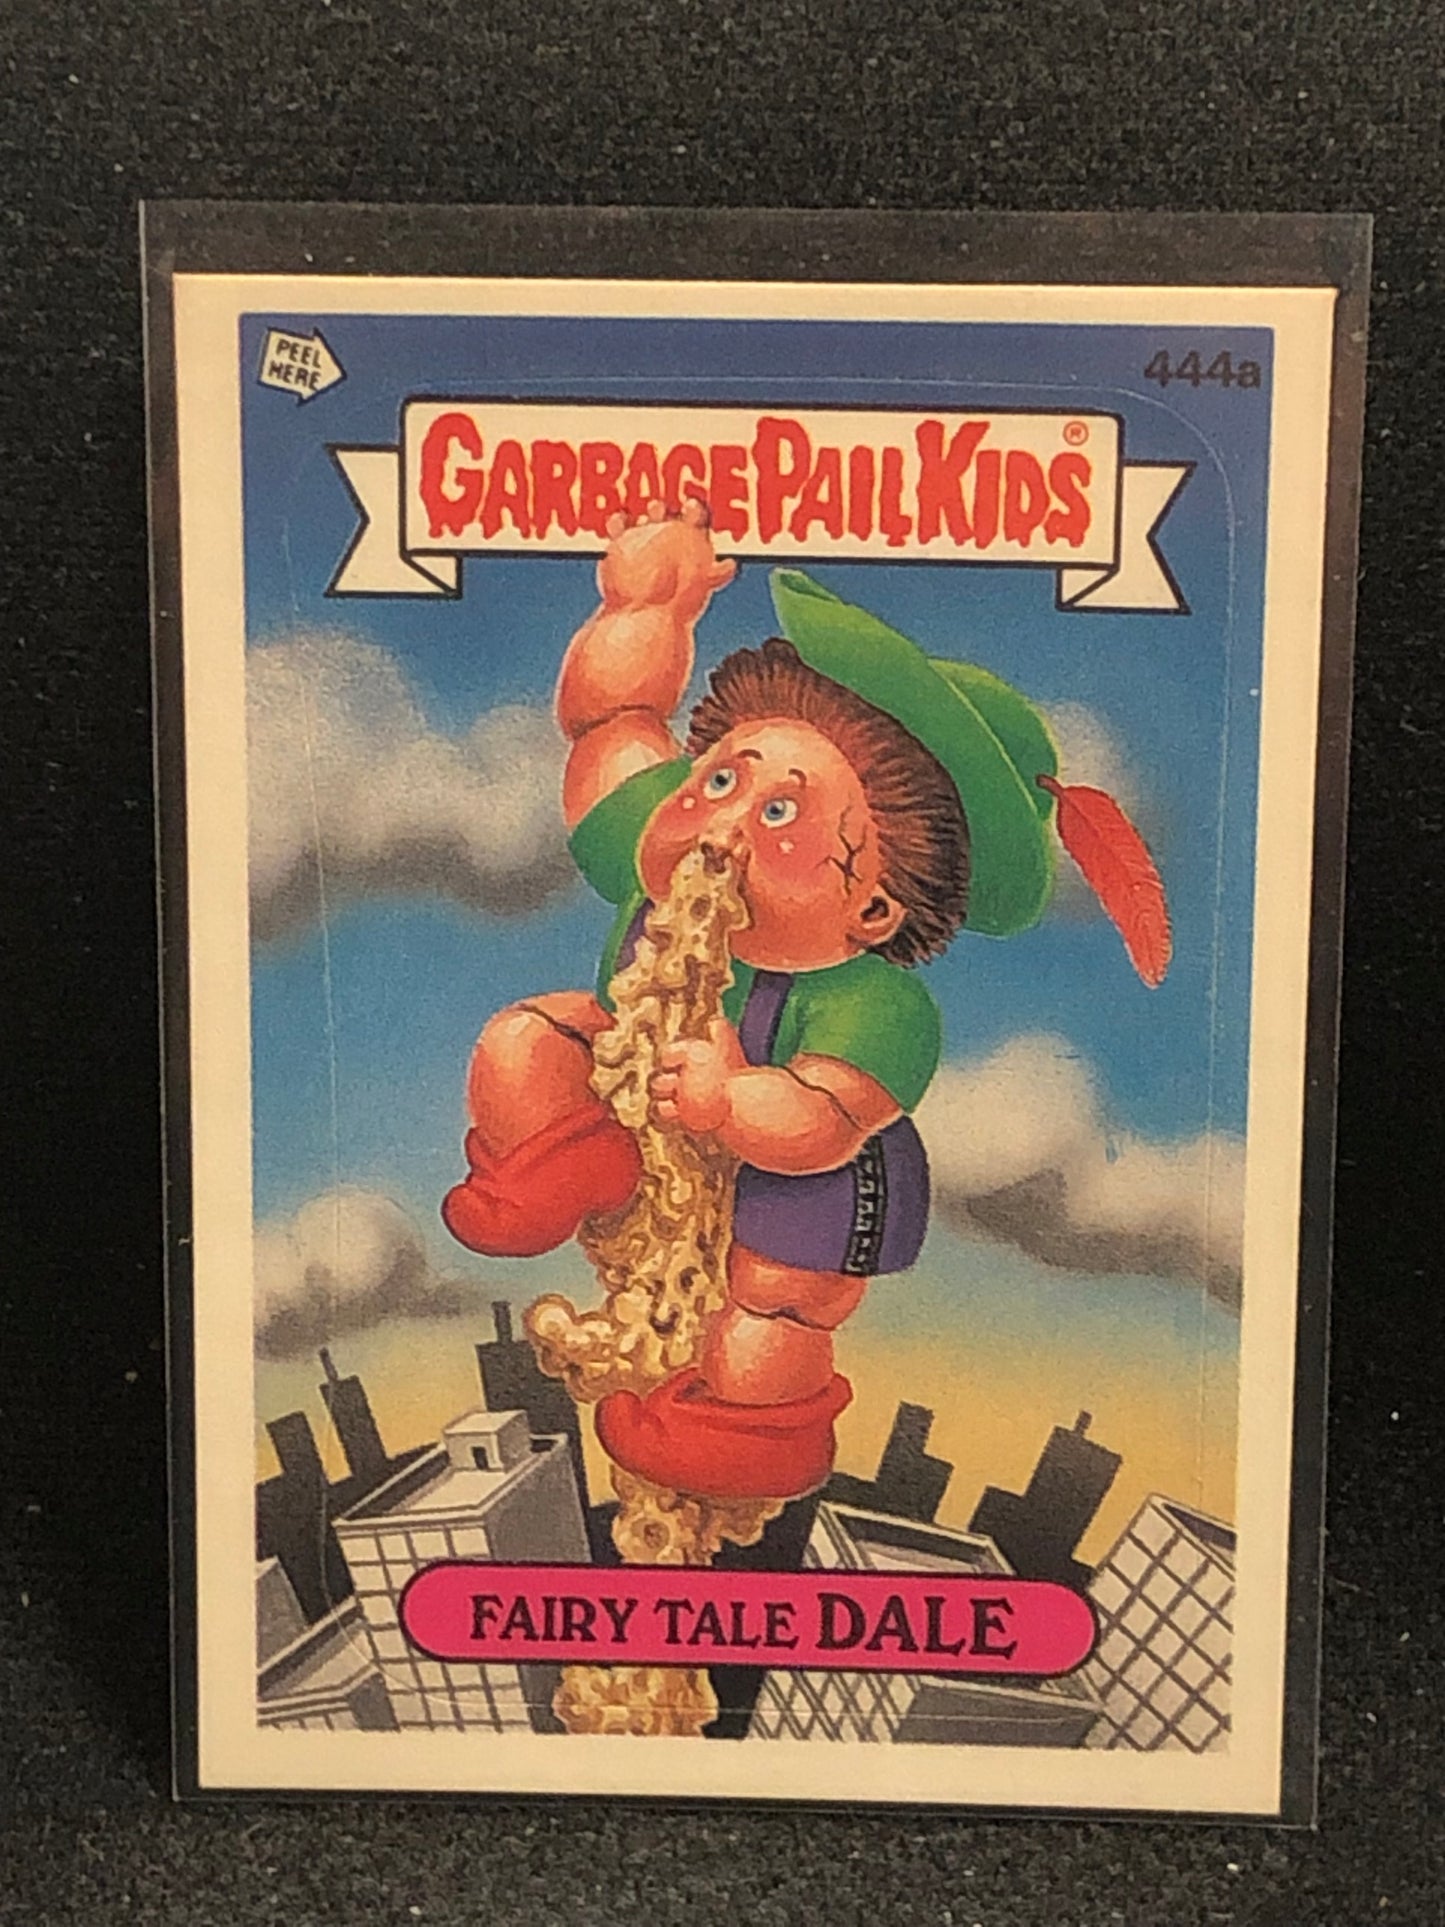 PEEL
HERE
444a
GARBAGE PAIL KIDS®
FAIRY TALE DALE